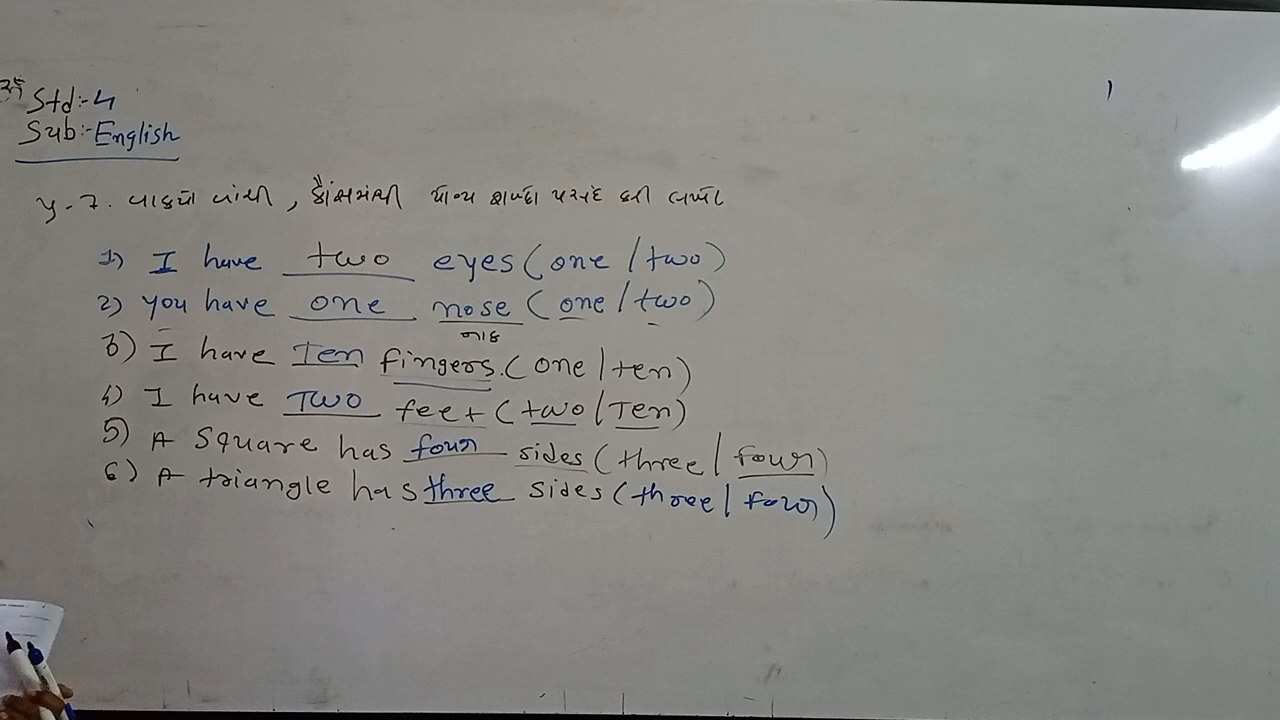 Std:-4
Sub:-English
પ્ર-7. વાક્યો વાંચી, કૌંસમાંથી યોગ્ય શબ્દો પસંદ કરી લખો
1) I have two eyes (one / two)
2) you have one nose (one / two)
નાક
3) I have Ten fingers. (one / ten)
4) I have Two feet (two / Ten)
5) A Square has four sides (three / four)
6) A triangle has three sides (three / four)